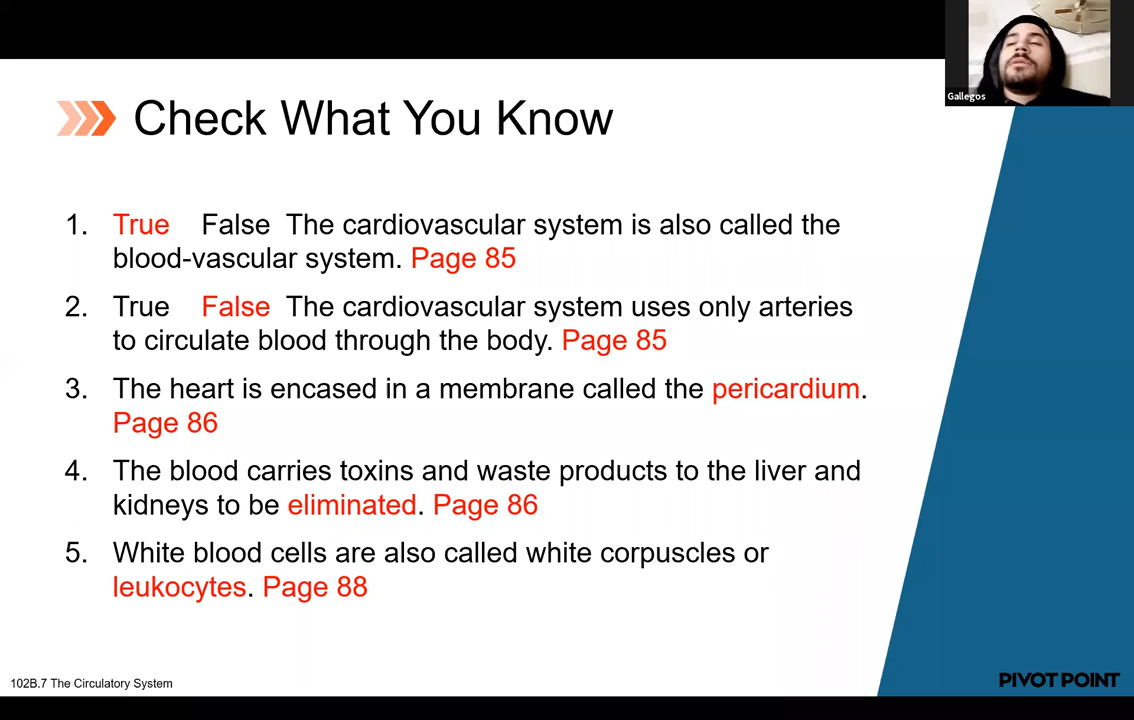 Gallegos
Check What You Know
1. True False The cardiovascular system is also called the
blood-vascular system. Page 85
2. True False The cardiovascular system uses only arteries
to circulate blood through the body. Page 85
3. The heart is encased in a membrane called the pericardium.
Page 86
4. The blood carries toxins and waste products to the liver and
kidneys to be eliminated. Page 86
5. White blood cells are also called white corpuscles or
leukocytes. Page 88
102B.7 The Circulatory System
PIVOT POINT